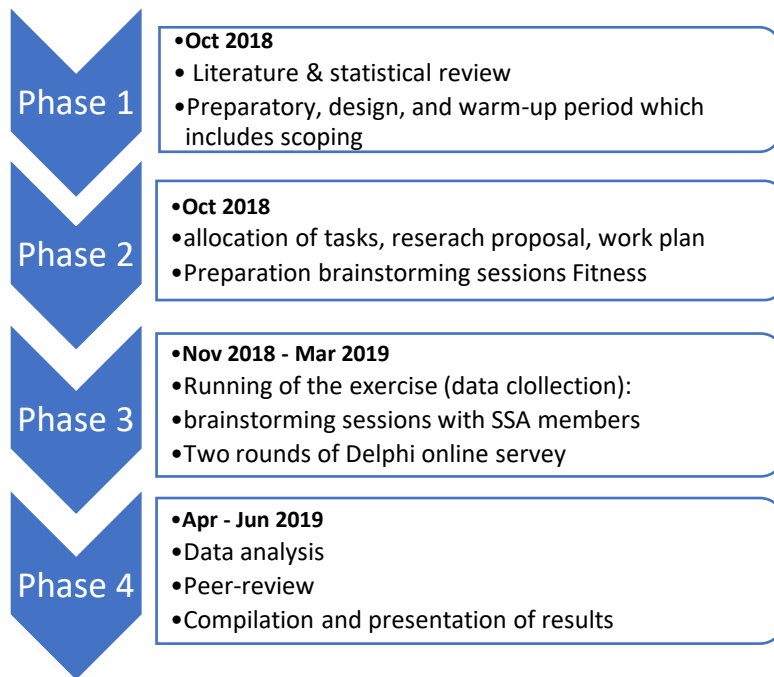 Phase 1
•Oct 2018
• Literature & statistical review
•Preparatory, design, and warm-up period which
includes scoping
Phase 2
•Oct 2018
•allocation of tasks, reserach proposal, work plan
•Preparation brainstorming sessions Fitness
Phase 3
•Nov 2018 - Mar 2019
•Running of the exercise (data clollection):
•brainstorming sessions with SSA members
•Two rounds of Delphi online servey
Phase 4
•Apr - Jun 2019
•Data analysis
•Peer-review
•Compilation and presentation of results